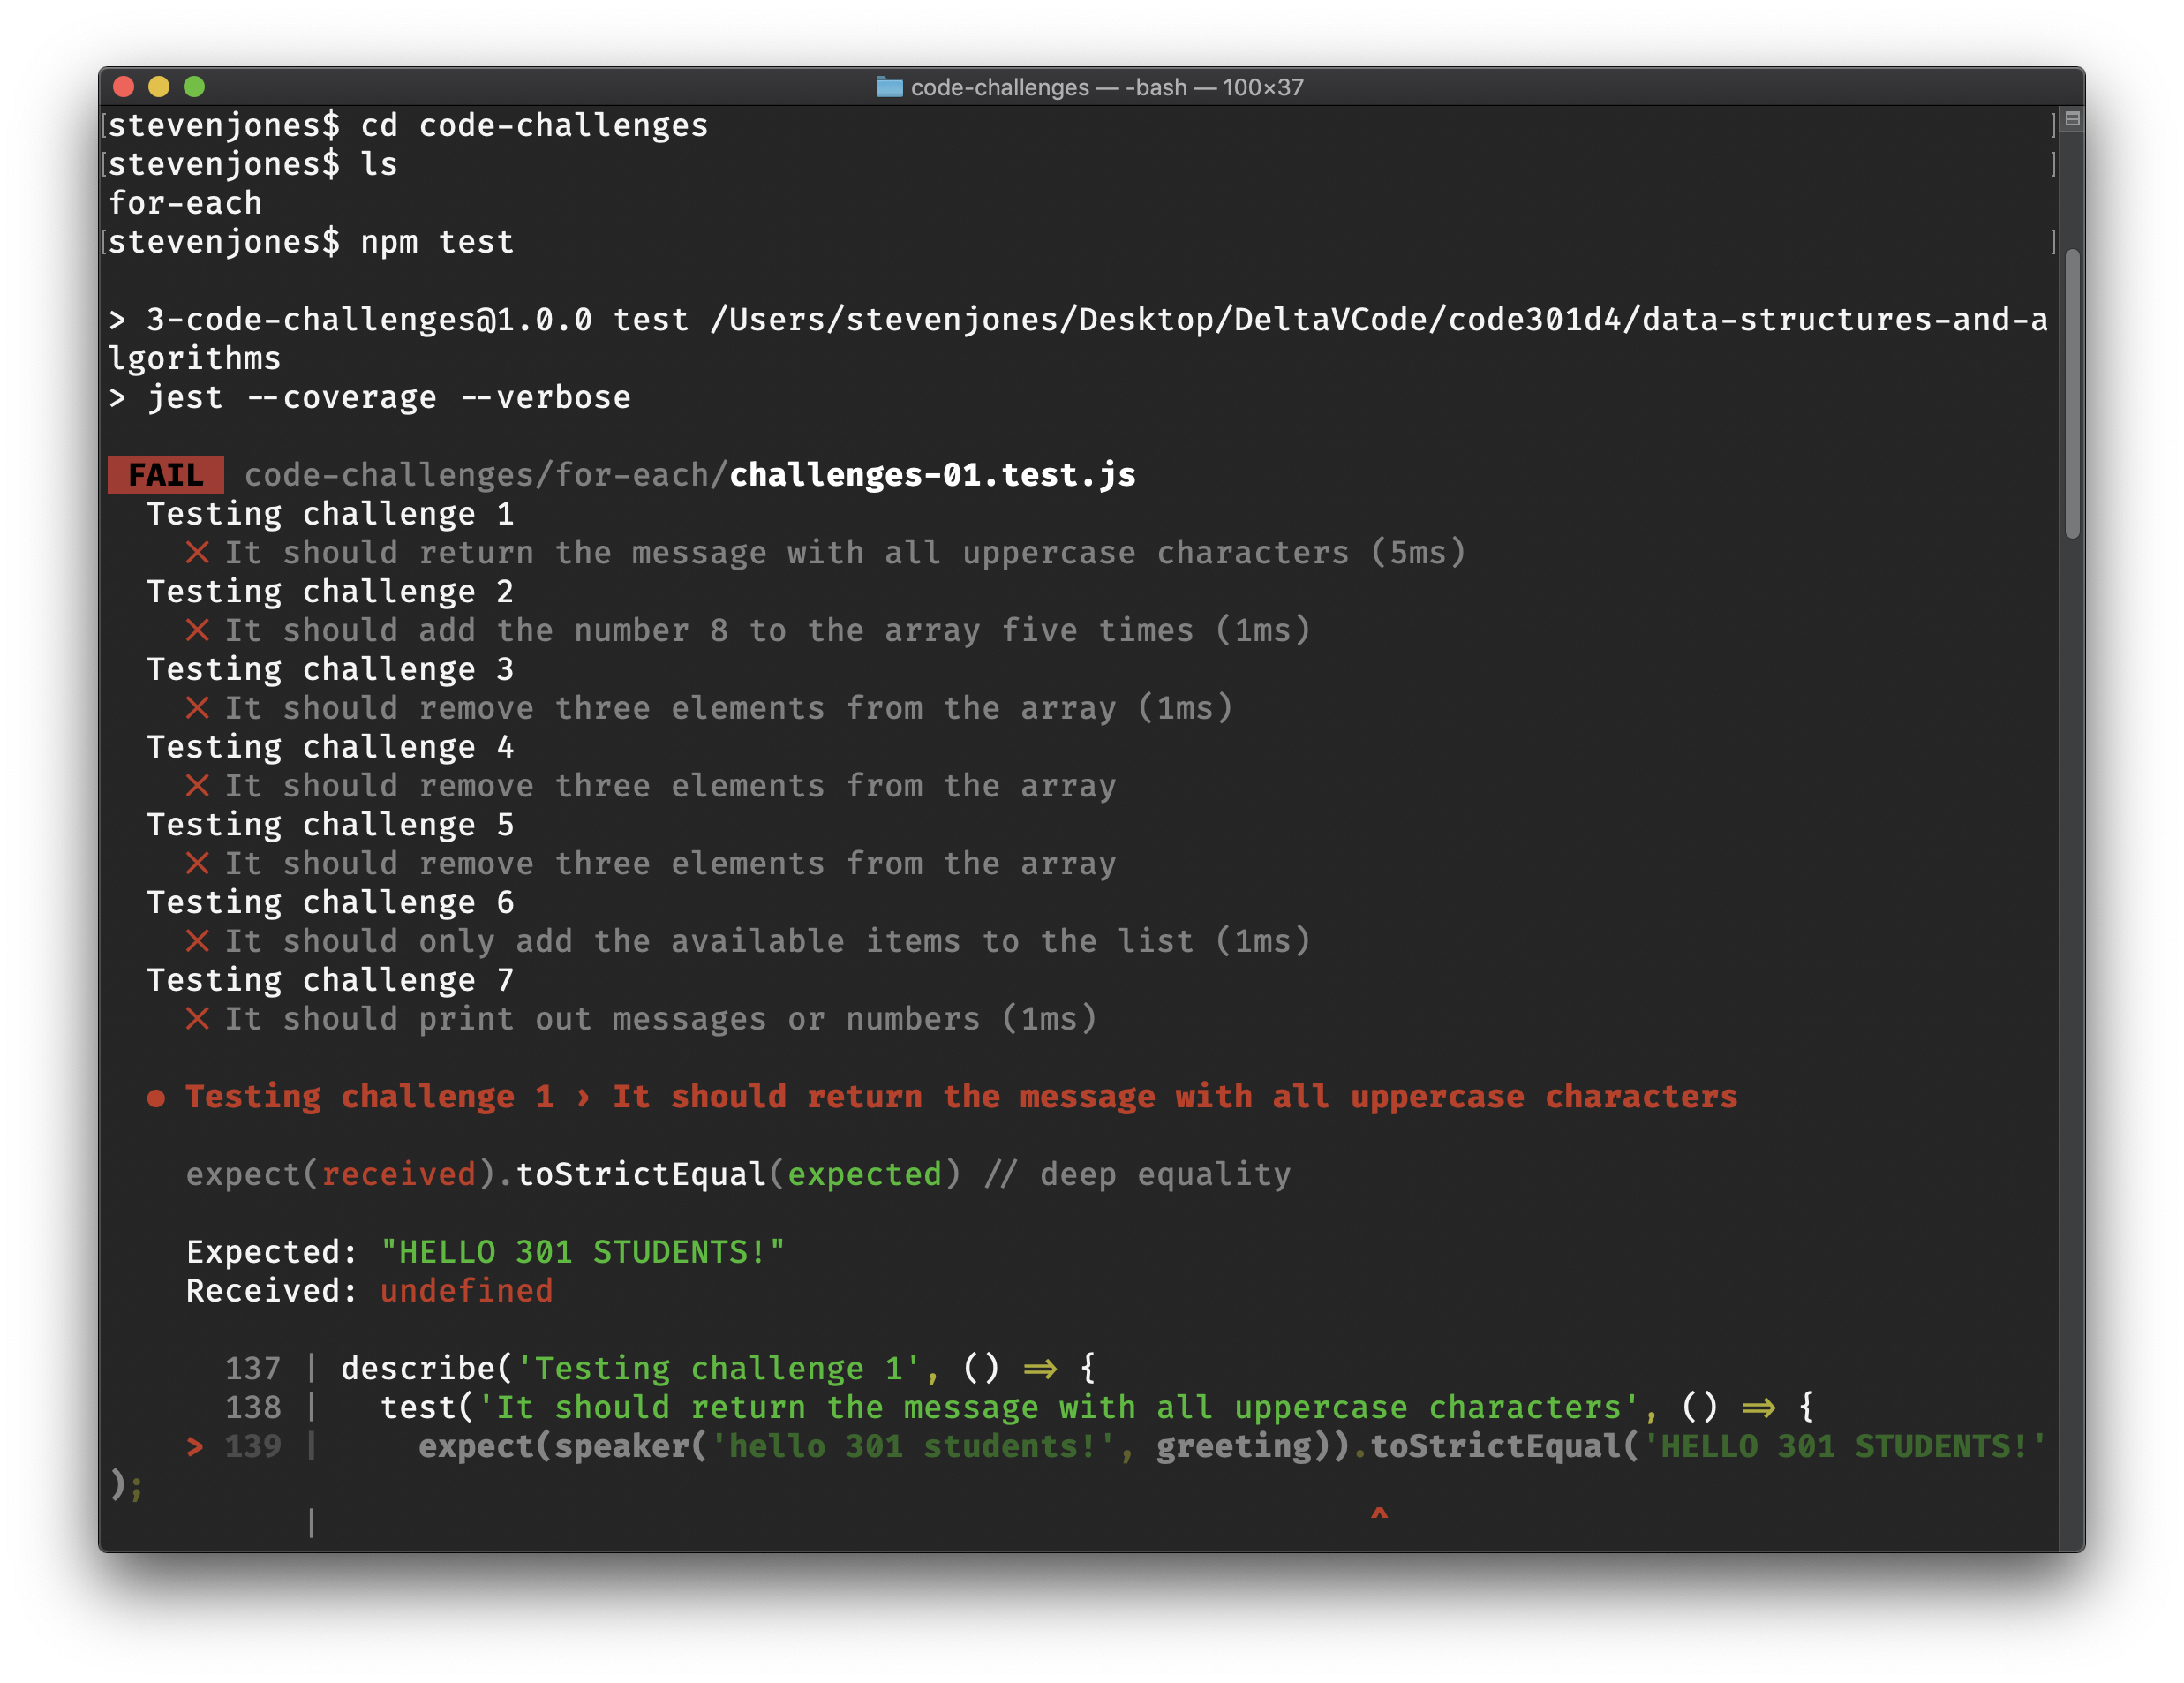 code-challenges — -bash — 100×37
[stevenjones$ cd code-challenges ]
[stevenjones$ ls ]
for-each
[stevenjones$ npm test ]
> 3-code-challenges@1.0.0 test /Users/stevenjones/Desktop/DeltaVCode/code301d4/data-structures-and-a
lgorithms
> jest --coverage --verbose
FAIL code-challenges/for-each/challenges-01.test.js
Testing challenge 1
✕ It should return the message with all uppercase characters (5ms)
Testing challenge 2
✕ It should add the number 8 to the array five times (1ms)
Testing challenge 3
✕ It should remove three elements from the array (1ms)
Testing challenge 4
✕ It should remove three elements from the array
Testing challenge 5
✕ It should remove three elements from the array
Testing challenge 6
✕ It should only add the available items to the list (1ms)
Testing challenge 7
✕ It should print out messages or numbers (1ms)
● Testing challenge 1 › It should return the message with all uppercase characters
expect(received).toStrictEqual(expected) // deep equality
Expected: "HELLO 301 STUDENTS!"
Received: undefined
137 | describe('Testing challenge 1', () => {
138 | test('It should return the message with all uppercase characters', () => {
> 139 | expect(speaker('hello 301 students!', greeting)).toStrictEqual('HELLO 301 STUDENTS!'
);
| ^